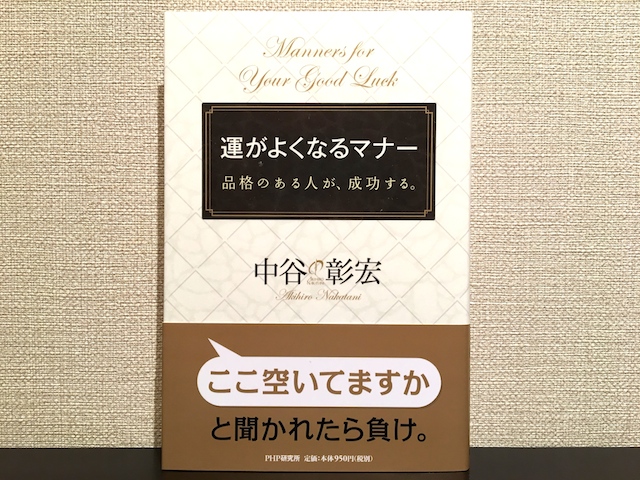 Manners for
Your Good Luck
運がよくなるマナー
品格のある人が、成功する。
中谷彰宏
Akihiro Nakatani
ここ空いてますか
と聞かれたら負け。
PHP研究所 定価：本体950円(税別)